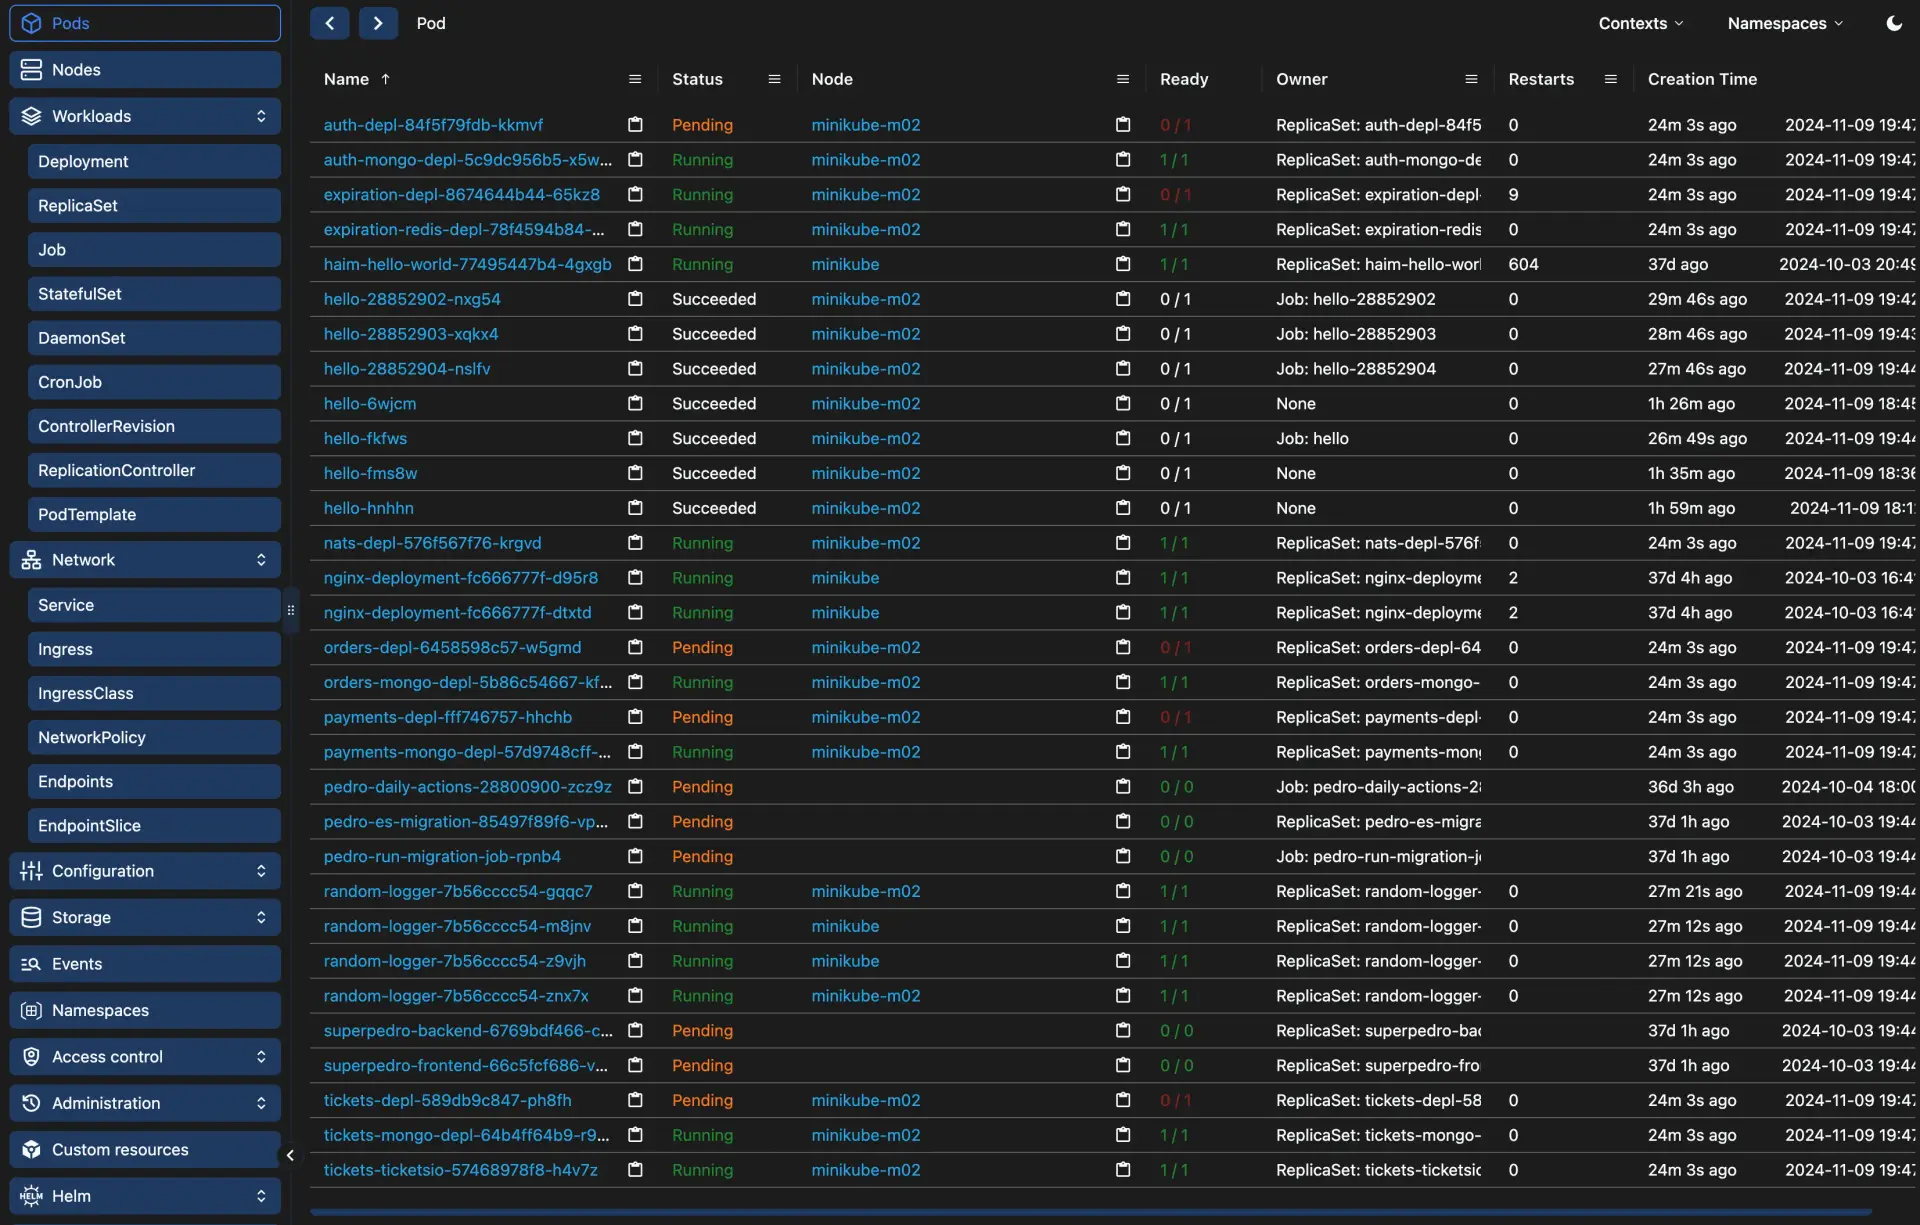 Pods
Nodes
Workloads
Deployment
ReplicaSet
Job
StatefulSet
DaemonSet
CronJob
ControllerRevision
ReplicationController
PodTemplate
Network
Service
Ingress
IngressClass
NetworkPolicy
Endpoints
EndpointSlice
Configuration
Storage
Events
Namespaces
Access control
Administration
Custom resources
HELM Helm
Pod Contexts Namespaces
Name ↑ Status Node Ready Owner Restarts Creation Time
auth-depl-84f5f79fdb-kkmvf Pending minikube-m02 0 / 1 ReplicaSet: auth-depl-84f5 0 24m 3s ago 2024-11-09 19:47
auth-mongo-depl-5c9dc956b5-x5w... Running minikube-m02 1 / 1 ReplicaSet: auth-mongo-de 0 24m 3s ago 2024-11-09 19:47
expiration-depl-8674644b44-65kz8 Running minikube-m02 0 / 1 ReplicaSet: expiration-depl- 9 24m 3s ago 2024-11-09 19:47
expiration-redis-depl-78f4594b84-... Running minikube-m02 1 / 1 ReplicaSet: expiration-redis 0 24m 3s ago 2024-11-09 19:47
haim-hello-world-77495447b4-4gxgb Running minikube 1 / 1 ReplicaSet: haim-hello-worl 604 37d ago 2024-10-03 20:49
hello-28852902-nxg54 Succeeded minikube-m02 0 / 1 Job: hello-28852902 0 29m 46s ago 2024-11-09 19:42
hello-28852903-xqkx4 Succeeded minikube-m02 0 / 1 Job: hello-28852903 0 28m 46s ago 2024-11-09 19:43
hello-28852904-nslfv Succeeded minikube-m02 0 / 1 Job: hello-28852904 0 27m 46s ago 2024-11-09 19:44
hello-6wjcm Succeeded minikube-m02 0 / 1 None 0 1h 26m ago 2024-11-09 18:45
hello-fkfws Succeeded minikube-m02 0 / 1 Job: hello 0 26m 49s ago 2024-11-09 19:44
hello-fms8w Succeeded minikube-m02 0 / 1 None 0 1h 35m ago 2024-11-09 18:36
hello-hnhhn Succeeded minikube-m02 0 / 1 None 0 1h 59m ago 2024-11-09 18:1
nats-depl-576f567f76-krgvd Running minikube-m02 1 / 1 ReplicaSet: nats-depl-576f 0 24m 3s ago 2024-11-09 19:47
nginx-deployment-fc666777f-d95r8 Running minikube 1 / 1 ReplicaSet: nginx-deployme 2 37d 4h ago 2024-10-03 16:4
nginx-deployment-fc666777f-dtxtd Running minikube 1 / 1 ReplicaSet: nginx-deployme 2 37d 4h ago 2024-10-03 16:4
orders-depl-6458598c57-w5gmd Pending minikube-m02 0 / 1 ReplicaSet: orders-depl-64 0 24m 3s ago 2024-11-09 19:47
orders-mongo-depl-5b86c54667-kf... Running minikube-m02 1 / 1 ReplicaSet: orders-mongo- 0 24m 3s ago 2024-11-09 19:47
payments-depl-fff746757-hhchb Pending minikube-m02 0 / 1 ReplicaSet: payments-depl- 0 24m 3s ago 2024-11-09 19:47
payments-mongo-depl-57d9748cff-... Running minikube-m02 1 / 1 ReplicaSet: payments-mon 0 24m 3s ago 2024-11-09 19:47
pedro-daily-actions-28800900-zcz9z Pending 0 / 0 Job: pedro-daily-actions-28 36d 3h ago 2024-10-04 18:00
pedro-es-migration-85497f89f6-vp... Pending 0 / 0 ReplicaSet: pedro-es-migra 37d 1h ago 2024-10-03 19:44
pedro-run-migration-job-rpnb4 Pending 0 / 0 Job: pedro-run-migration-j 37d 1h ago 2024-10-03 19:44
random-logger-7b56cccc54-gqqc7 Running minikube-m02 1 / 1 ReplicaSet: random-logger- 0 27m 21s ago 2024-11-09 19:44
random-logger-7b56cccc54-m8jnv Running minikube 1 / 1 ReplicaSet: random-logger- 0 27m 12s ago 2024-11-09 19:44
random-logger-7b56cccc54-z9vjh Running minikube 1 / 1 ReplicaSet: random-logger- 0 27m 12s ago 2024-11-09 19:44
random-logger-7b56cccc54-znx7x Running minikube-m02 1 / 1 ReplicaSet: random-logger- 0 27m 12s ago 2024-11-09 19:44
superpedro-backend-6769bdf466-c... Pending 0 / 0 ReplicaSet: superpedro-bac 37d 1h ago 2024-10-03 19:44
superpedro-frontend-66c5fcf686-v... Pending 0 / 0 ReplicaSet: superpedro-fro 37d 1h ago 2024-10-03 19:44
tickets-depl-589db9c847-ph8fh Pending minikube-m02 0 / 1 ReplicaSet: tickets-depl-58 0 24m 3s ago 2024-11-09 19:47
tickets-mongo-depl-64b4ff64b9-r9... Running minikube-m02 1 / 1 ReplicaSet: tickets-mongo- 0 24m 3s ago 2024-11-09 19:47
tickets-ticketsio-57468978f8-h4v7z Running minikube-m02 1 / 1 ReplicaSet: tickets-ticketsic 0 24m 3s ago 2024-11-09 19:47